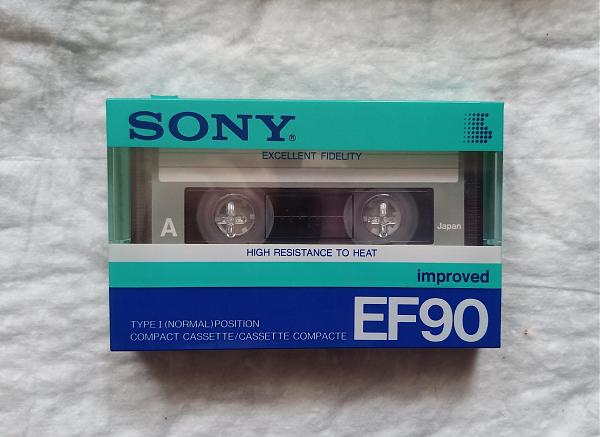 SONY®
EXCELLENT FIDELITY
A
Japan
HIGH RESISTANCE TO HEAT
improved
TYPE I (NORMAL) POSITION
COMPACT CASSETTE/CASSETTE COMPACTE
EF90